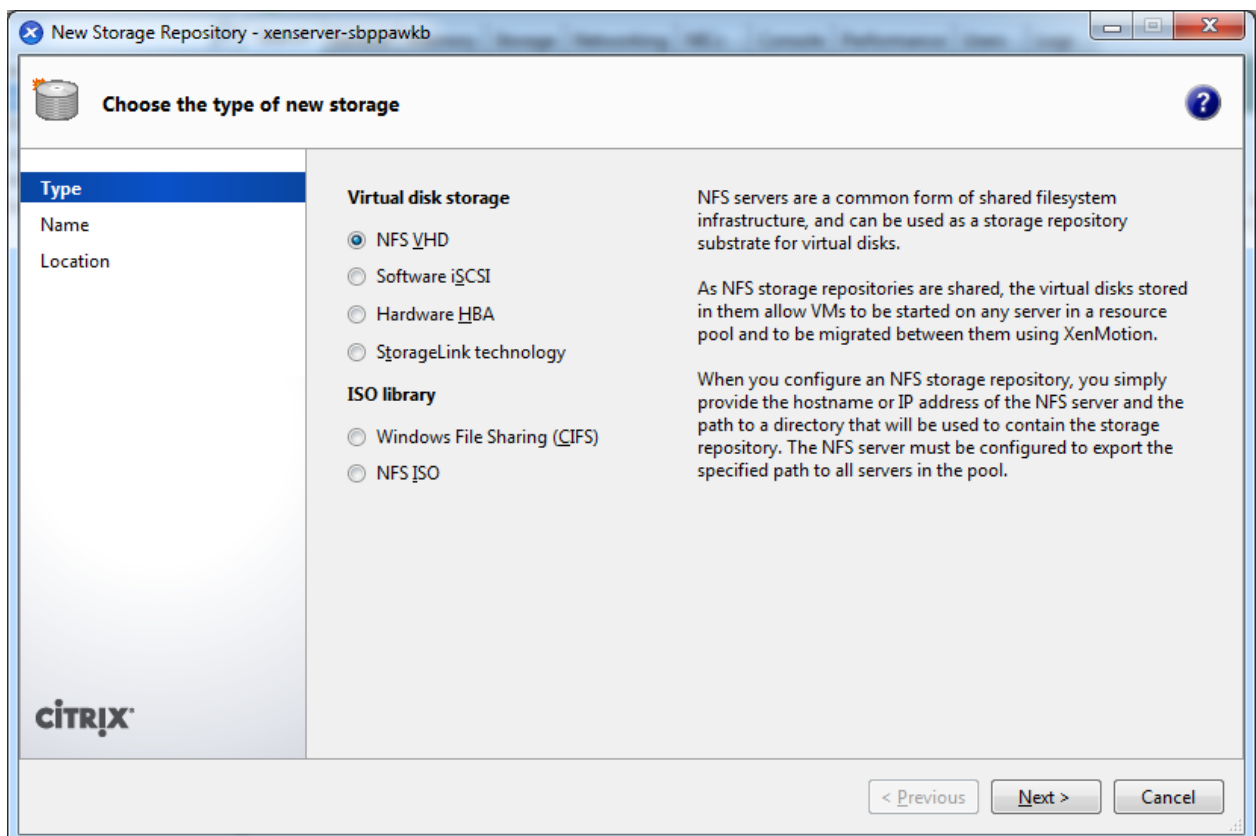 New Storage Repository - xenserver-sbppawkb
Choose the type of new storage
?
Type
Name
Location
Virtual disk storage
NFS VHD
Software iSCSI
Hardware HBA
StorageLink technology
ISO library
Windows File Sharing (CIFS)
NFS ISO
NFS servers are a common form of shared filesystem
infrastructure, and can be used as a storage repository
substrate for virtual disks.
As NFS storage repositories are shared, the virtual disks stored
in them allow VMs to be started on any server in a resource
pool and to be migrated between them using XenMotion.
When you configure an NFS storage repository, you simply
provide the hostname or IP address of the NFS server and the
path to a directory that will be used to contain the storage
repository. The NFS server must be configured to export the
specified path to all servers in the pool.
CİTRIX
< Previous
Next >
Cancel